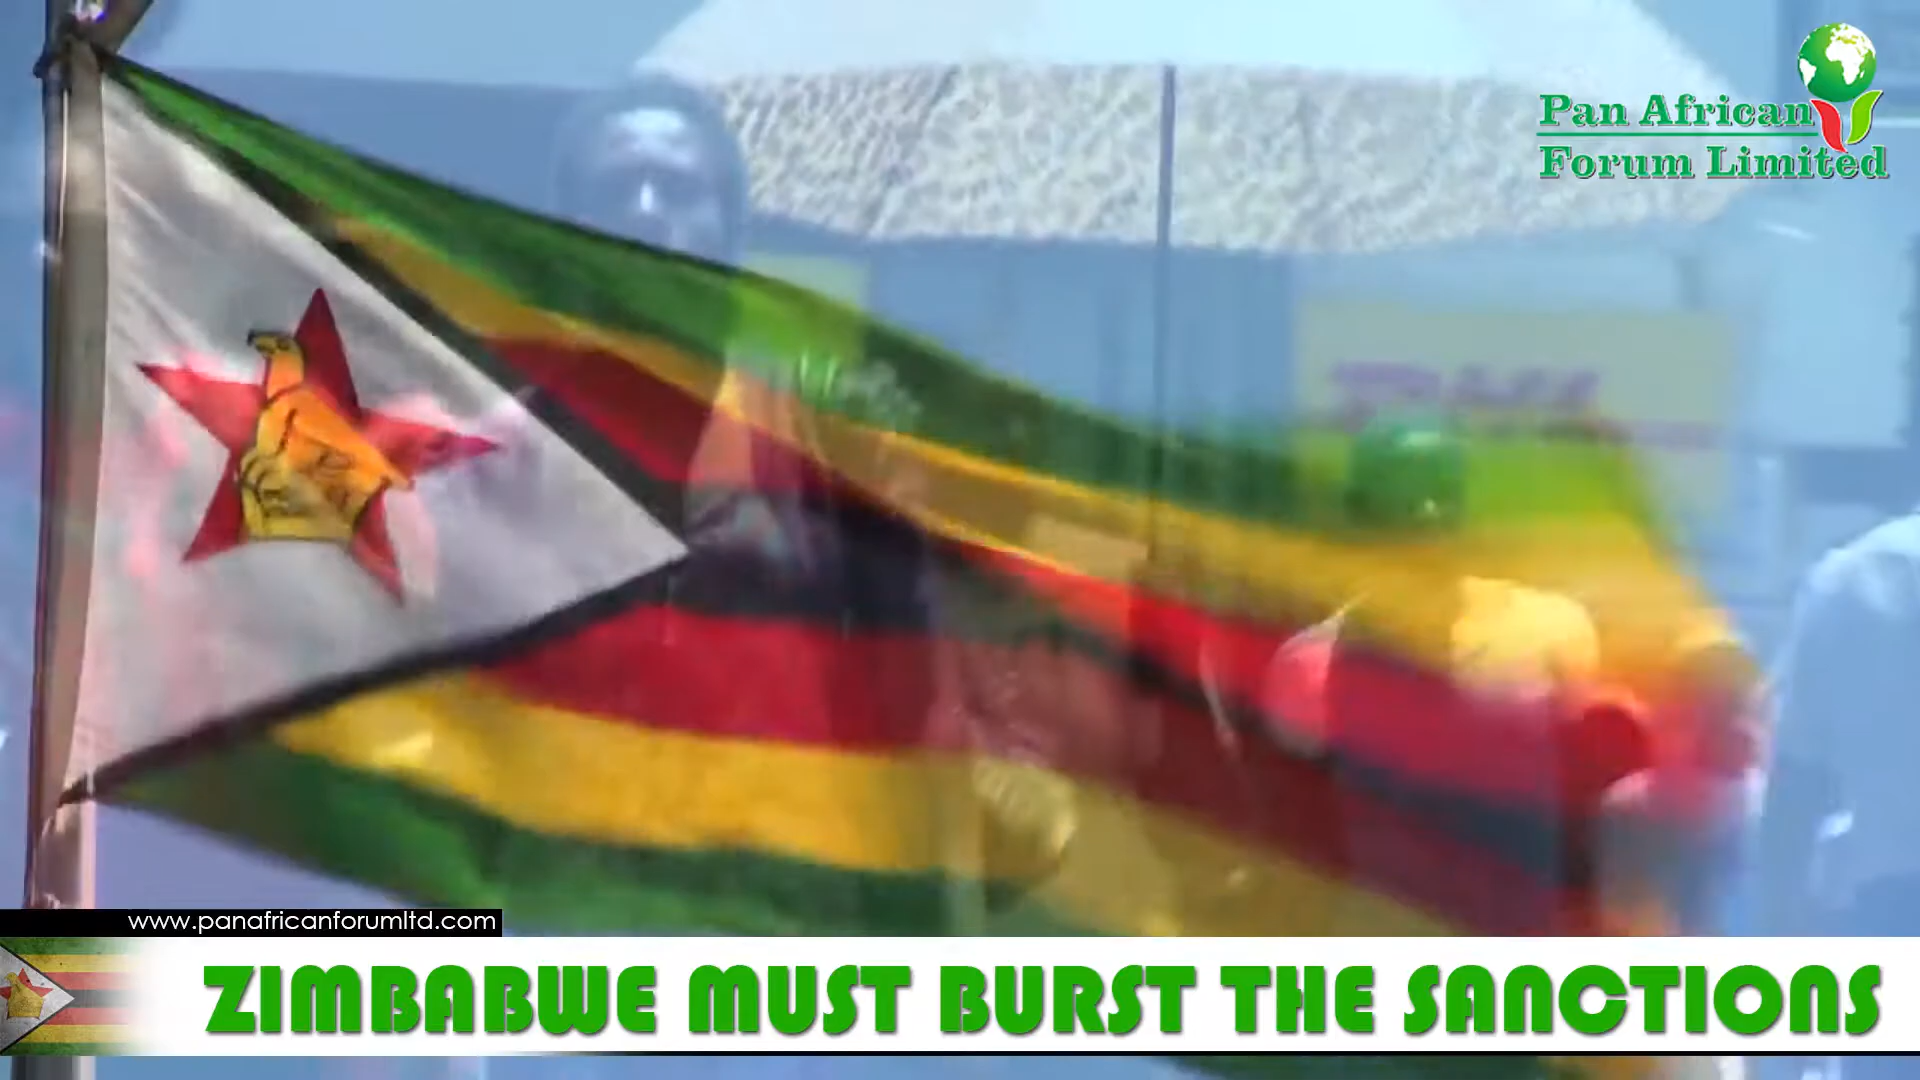 Pan African
Forum Limited
www.panafricanforumltd.com
ZIMBABWE MUST BURST THE SANCTIONS